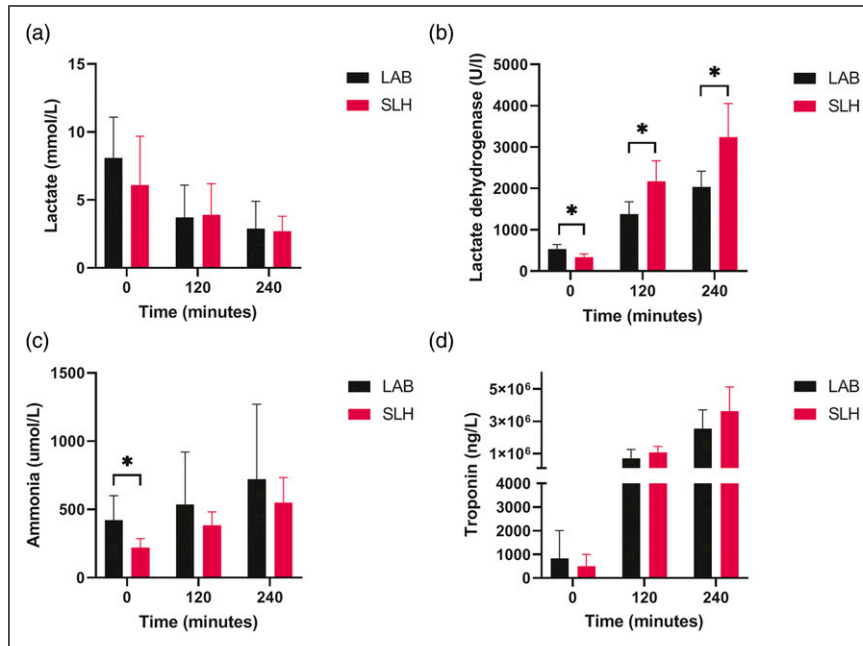 (a)
LAB
SLH
Lactate (mmol/L)
15
10
5
0
0 120 240
Time (minutes)
(b)
LAB
SLH
Lactate dehydrogenase (U/l)
5000
4000
3000
2000
1000
0
*
*
*
0 120 240
Time (minutes)
(c)
LAB
SLH
Ammonia (umol/L)
1500
1000
500
0
*
0 120 240
Time (minutes)
(d)
LAB
SLH
Troponin (ng/L)
5×10⁶
3×10⁶
1×10⁶
4000
3000
2000
1000
0
0 120 240
Time (minutes)